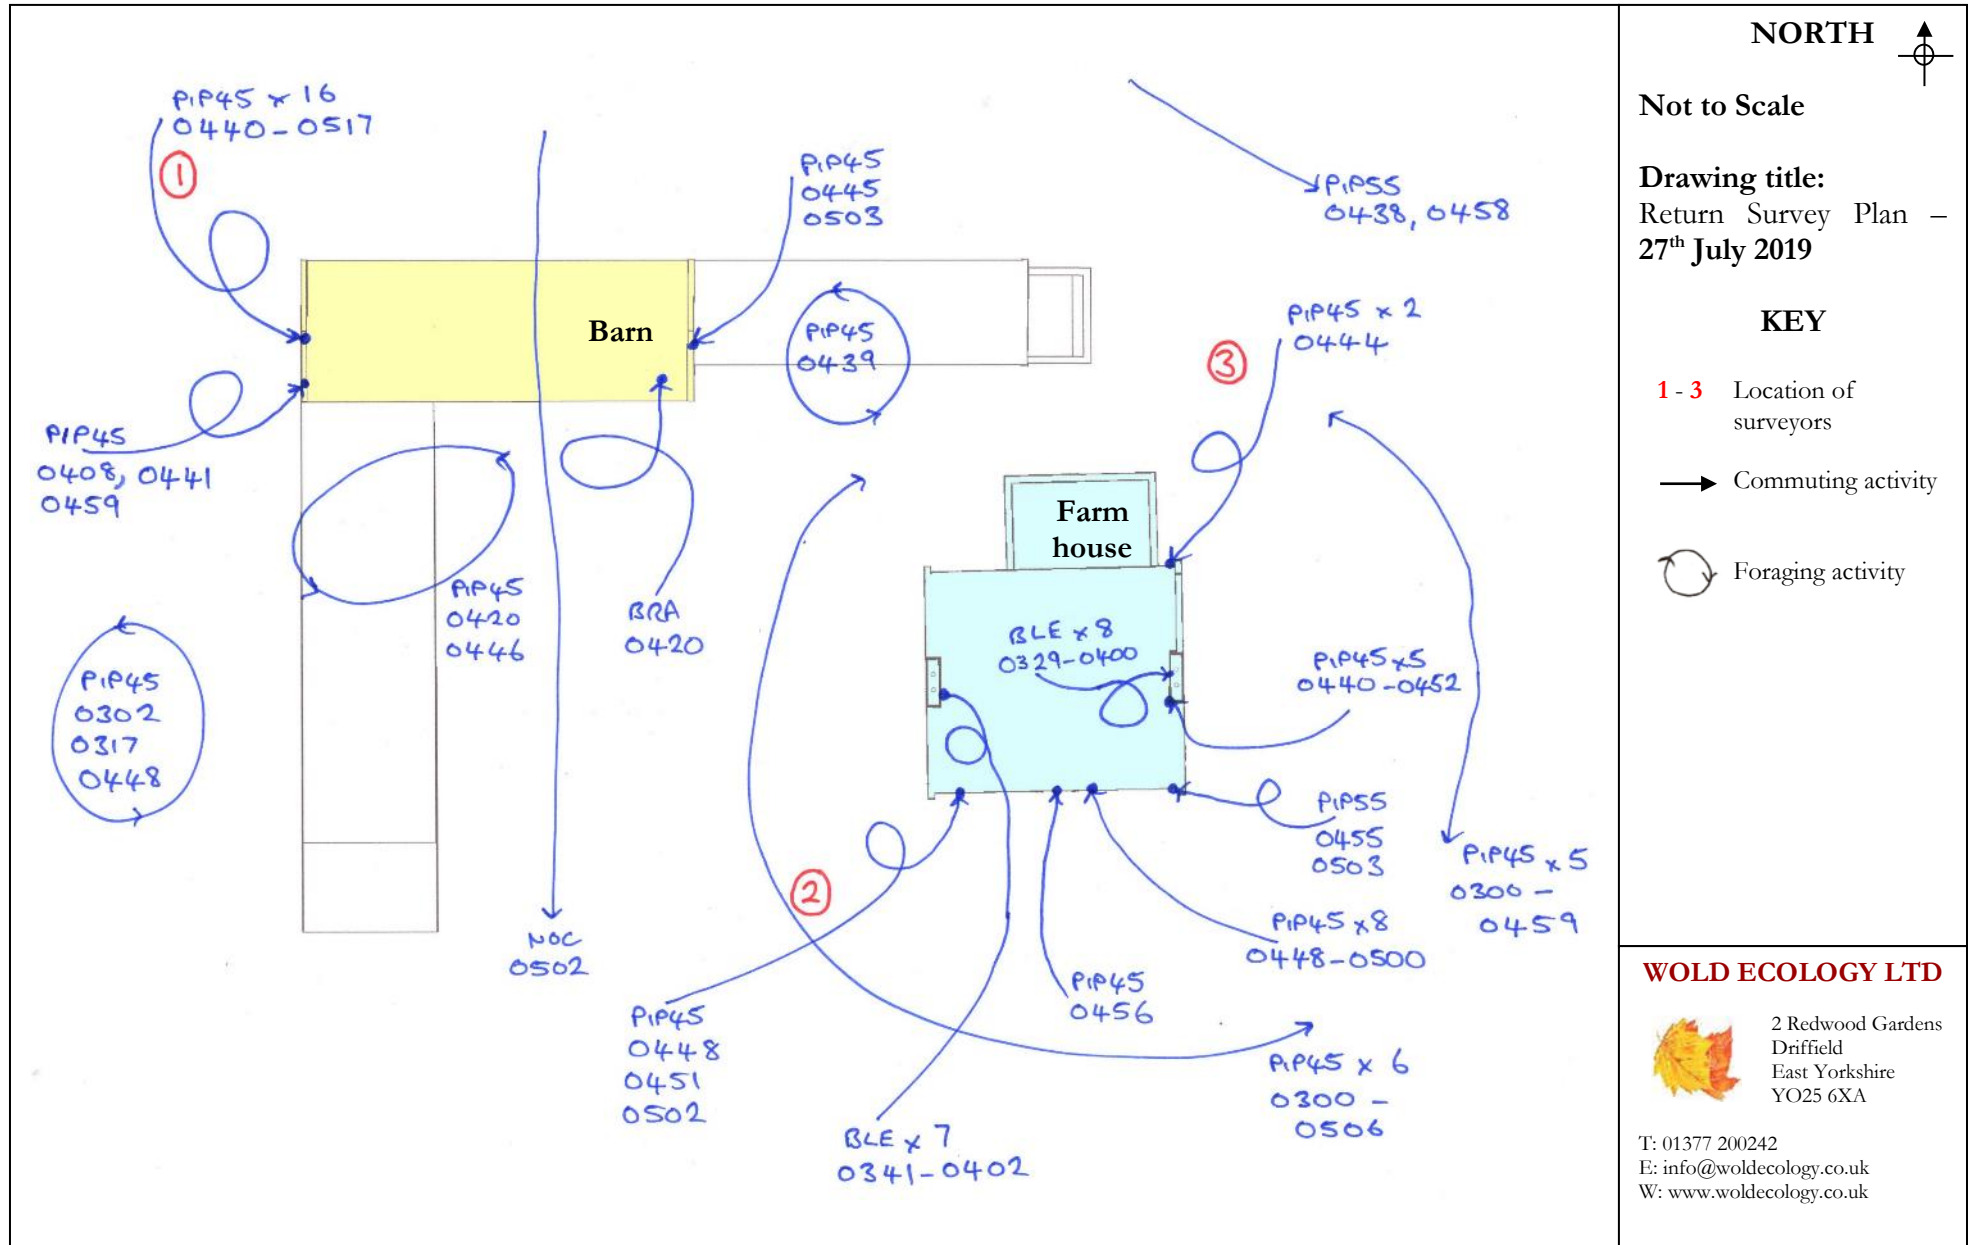 PIP45 x 16
0440-0517
1
PIP45
0445
0503
PIP55
0438, 0458
Barn
PIP45
0439
PIP45 x 2
0444
3
PIP45
0408, 0441
0459
PIP45
0420
0446
BRA
0420
Farm
house
BLE x 8
0329-0400
PIP45 x 5
0440-0452
PIP45
0302
0317
0448
PIP55
0455
0503
PIP45 x 5
0300 -
0459
2
NOC
0502
PIP45 x 8
0448-0500
PIP45
0456
PIP45
0448
0451
0502
PIP45 x 6
0300 -
0506
BLE x 7
0341-0402
NORTH
Not to Scale
Drawing title:
Return Survey Plan –
27th July 2019
KEY
1 - 3 Location of
surveyors
Commuting activity
Foraging activity
WOLD ECOLOGY LTD
2 Redwood Gardens
Driffield
East Yorkshire
YO25 6XA
T: 01377 200242
E: info@woldecology.co.uk
W: www.woldecology.co.uk